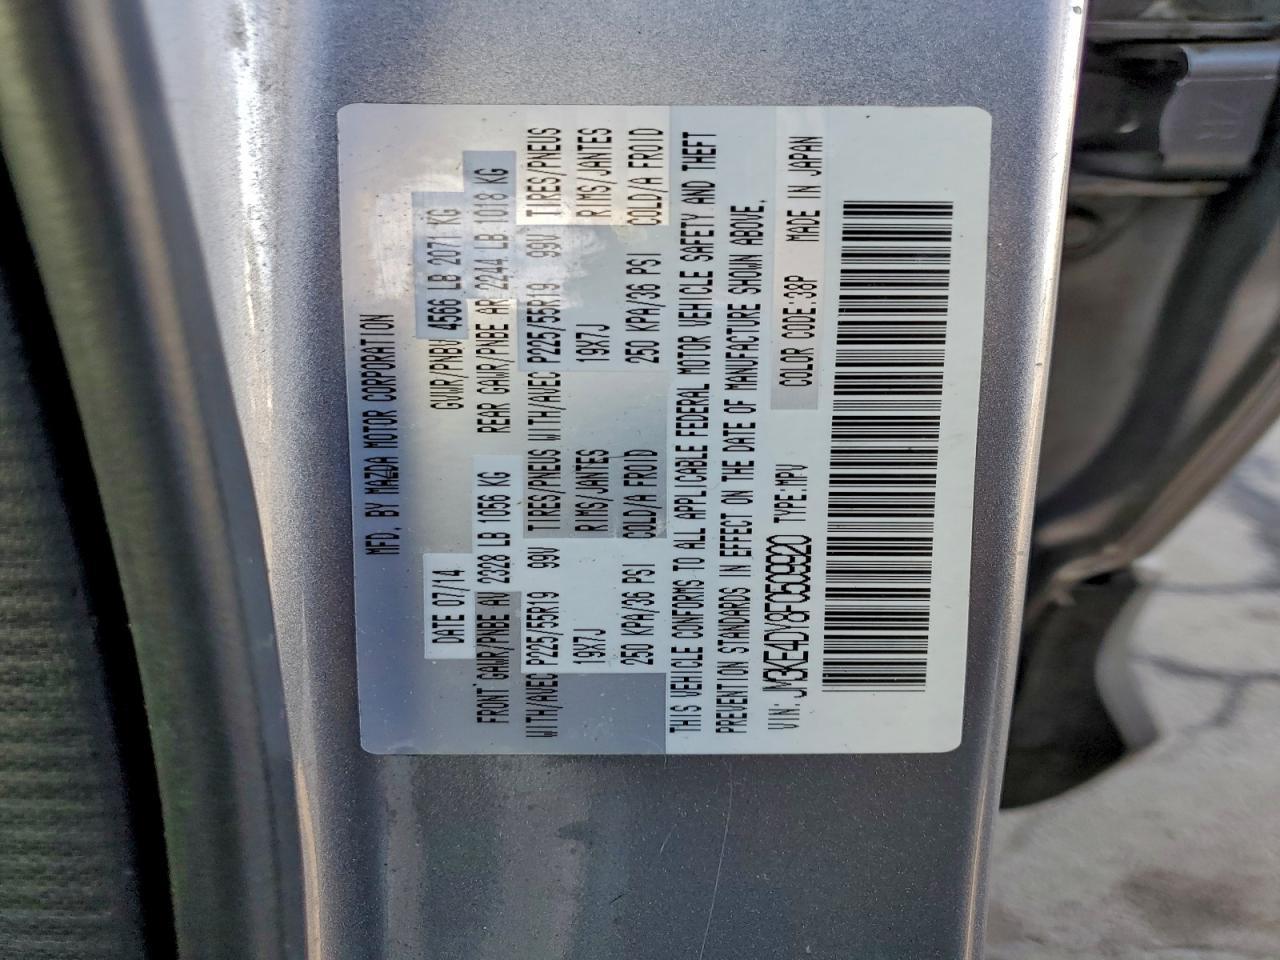 MFD. BY MAZDA MOTOR CORPORATION
DATE 07/14 GVWR/PNBV 4566 LB 2071 KG
FRONT GAWR/PNBE AV 2328 LB 1056 KG REAR GAWR/PNBE AR 2244 LB 1018 KG
WITH/AVEC P225/55R19 99V TIRES/PNEUS WITH/AVEC P225/55R19 99V TIRES/PNEUS
19X7J RIMS/JANTES 19X7J RIMS/JANTES
250 KPA/36 PSI COLD/A FROID 250 KPA/36 PSI COLD/A FROID
THIS VEHICLE CONFORMS TO ALL APPLICABLE FEDERAL MOTOR VEHICLE SAFETY AND THEFT
PREVENTION STANDARDS IN EFFECT ON THE DATE OF MANUFACTURE SHOWN ABOVE.
VIN: JM3KE4DY8F0509920 TYPE:MPV COLOR CODE:38P MADE IN JAPAN